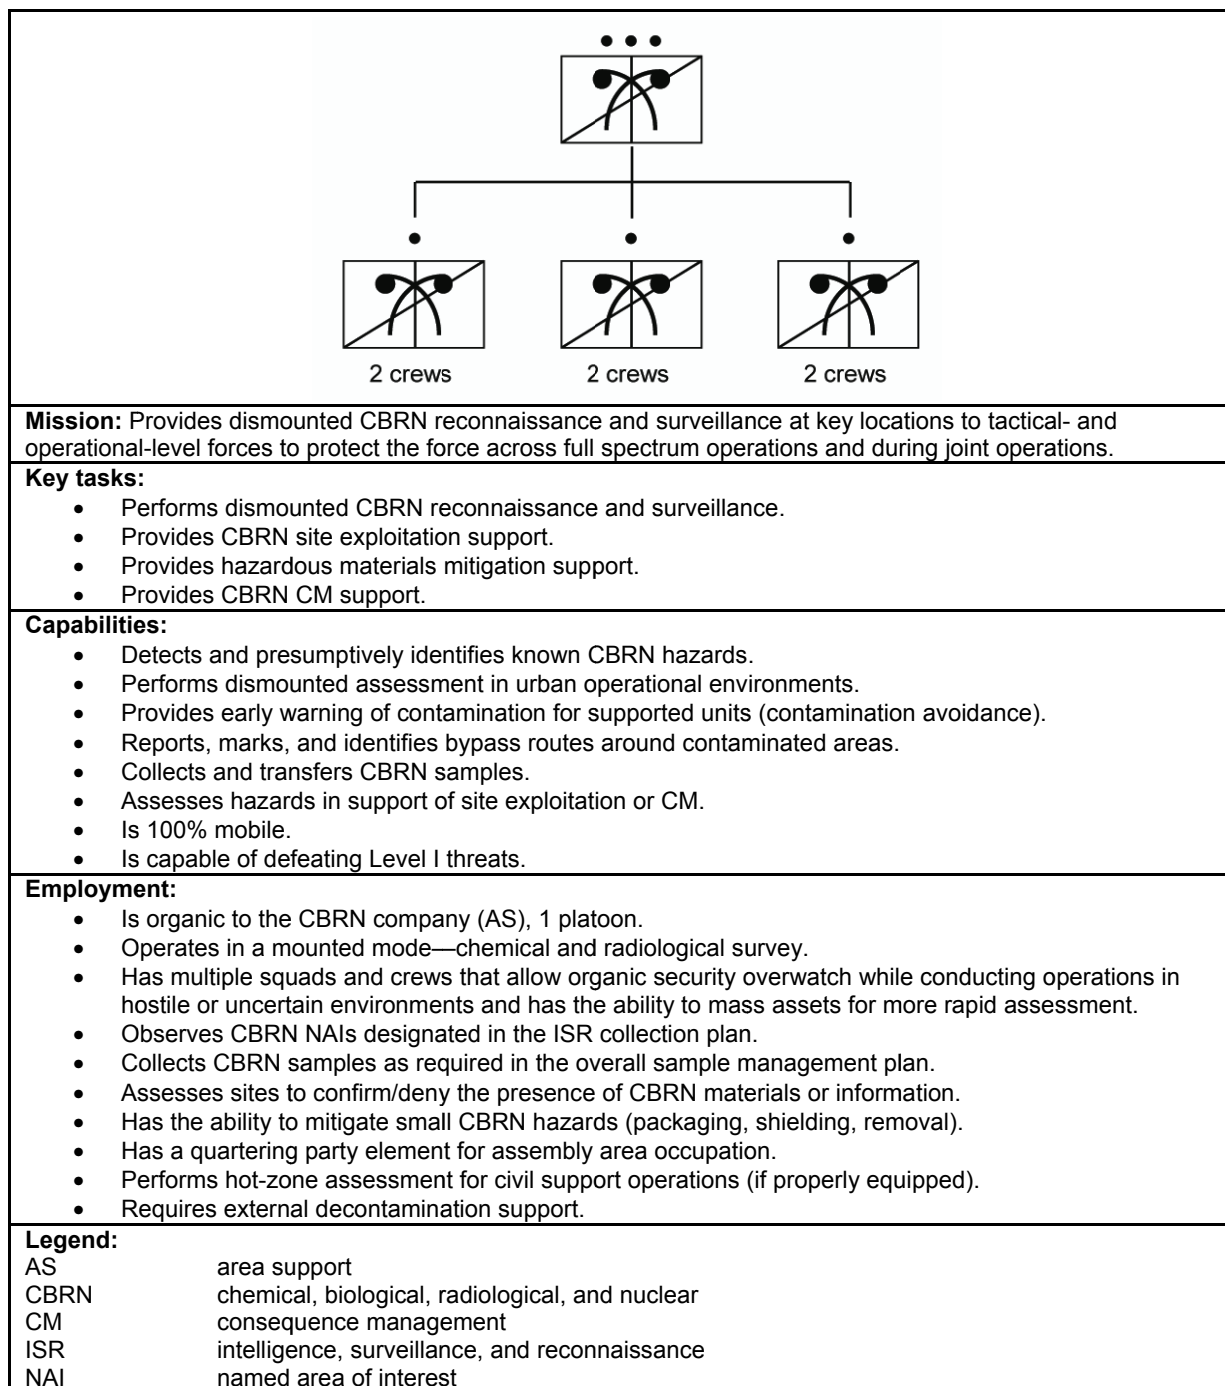 2 crews 2 crews 2 crews
Mission: Provides dismounted CBRN reconnaissance and surveillance at key locations to tactical- and
operational-level forces to protect the force across full spectrum operations and during joint operations.
Key tasks:
• Performs dismounted CBRN reconnaissance and surveillance.
• Provides CBRN site exploitation support.
• Provides hazardous materials mitigation support.
• Provides CBRN CM support.
Capabilities:
• Detects and presumptively identifies known CBRN hazards.
• Performs dismounted assessment in urban operational environments.
• Provides early warning of contamination for supported units (contamination avoidance).
• Reports, marks, and identifies bypass routes around contaminated areas.
• Collects and transfers CBRN samples.
• Assesses hazards in support of site exploitation or CM.
• Is 100% mobile.
• Is capable of defeating Level I threats.
Employment:
• Is organic to the CBRN company (AS), 1 platoon.
• Operates in a mounted mode—chemical and radiological survey.
• Has multiple squads and crews that allow organic security overwatch while conducting operations in
hostile or uncertain environments and has the ability to mass assets for more rapid assessment.
• Observes CBRN NAIs designated in the ISR collection plan.
• Collects CBRN samples as required in the overall sample management plan.
• Assesses sites to confirm/deny the presence of CBRN materials or information.
• Has the ability to mitigate small CBRN hazards (packaging, shielding, removal).
• Has a quartering party element for assembly area occupation.
• Performs hot-zone assessment for civil support operations (if properly equipped).
• Requires external decontamination support.
Legend:
AS area support
CBRN chemical, biological, radiological, and nuclear
CM consequence management
ISR intelligence, surveillance, and reconnaissance
NAI named area of interest